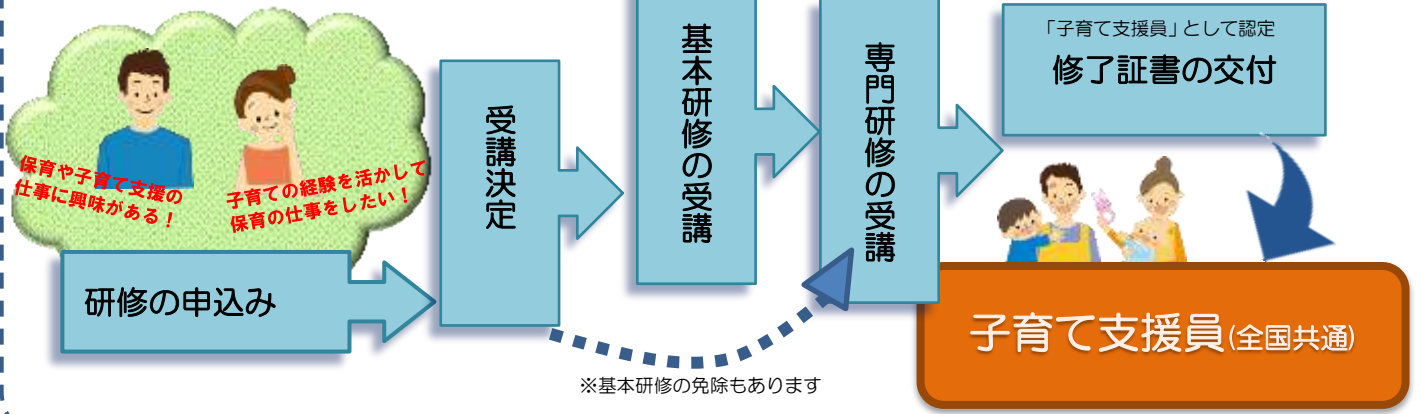 保育や子育て支援の
仕事に興味がある！
子育ての経験を活かして
保育の仕事をしたい！
研修の申込み
受講決定
基本研修の受講
専門研修の受講
「子育て支援員」として認定
修了証書の交付
子育て支援員(全国共通)
※基本研修の免除もあります